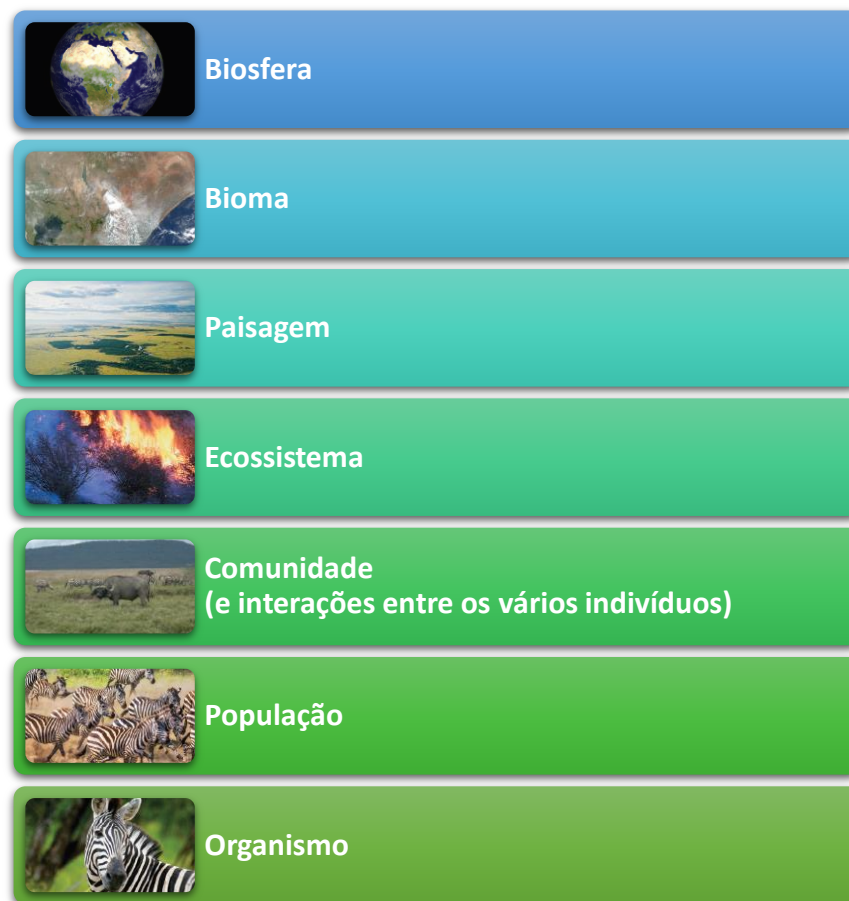 Biosfera
Bioma
Paisagem
Ecossistema
Comunidade
(e interações entre os vários indivíduos)
População
Organismo